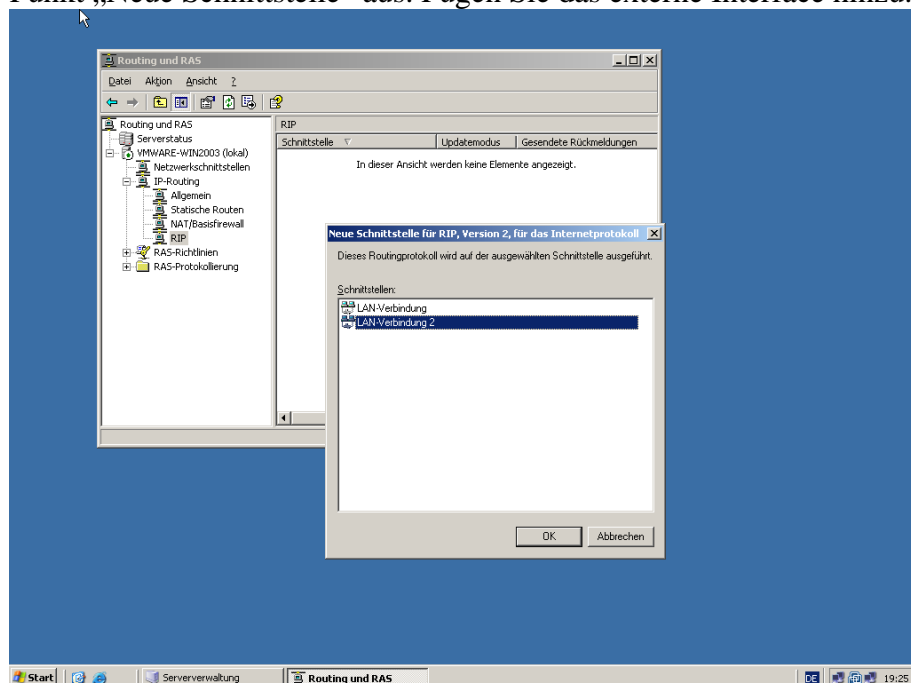 Punkt „Neue Schnittstelle“ aus. Fügen Sie das externe Interface hinzu.
Routing und RAS
Datei Aktion Ansicht ?
Routing und RAS
Serverstatus
VMWARE-WIN2003 (lokal)
Netzwerkschnittstellen
IP-Routing
Allgemein
Statische Routen
NAT/Basisfirewall
RIP
RAS-Richtlinien
RAS-Protokollierung
RIP
Schnittstelle Updatemodus Gesendete Rückmeldungen
In dieser Ansicht werden keine Elemente angezeigt.
Neue Schnittstelle für RIP, Version 2, für das Internetprotokoll
Dieses Routingprotokoll wird auf der ausgewählten Schnittstelle ausgeführt.
Schnittstellen:
LAN-Verbindung
LAN-Verbindung 2
OK Abbrechen
Start Serververwaltung Routing und RAS DE 19:25